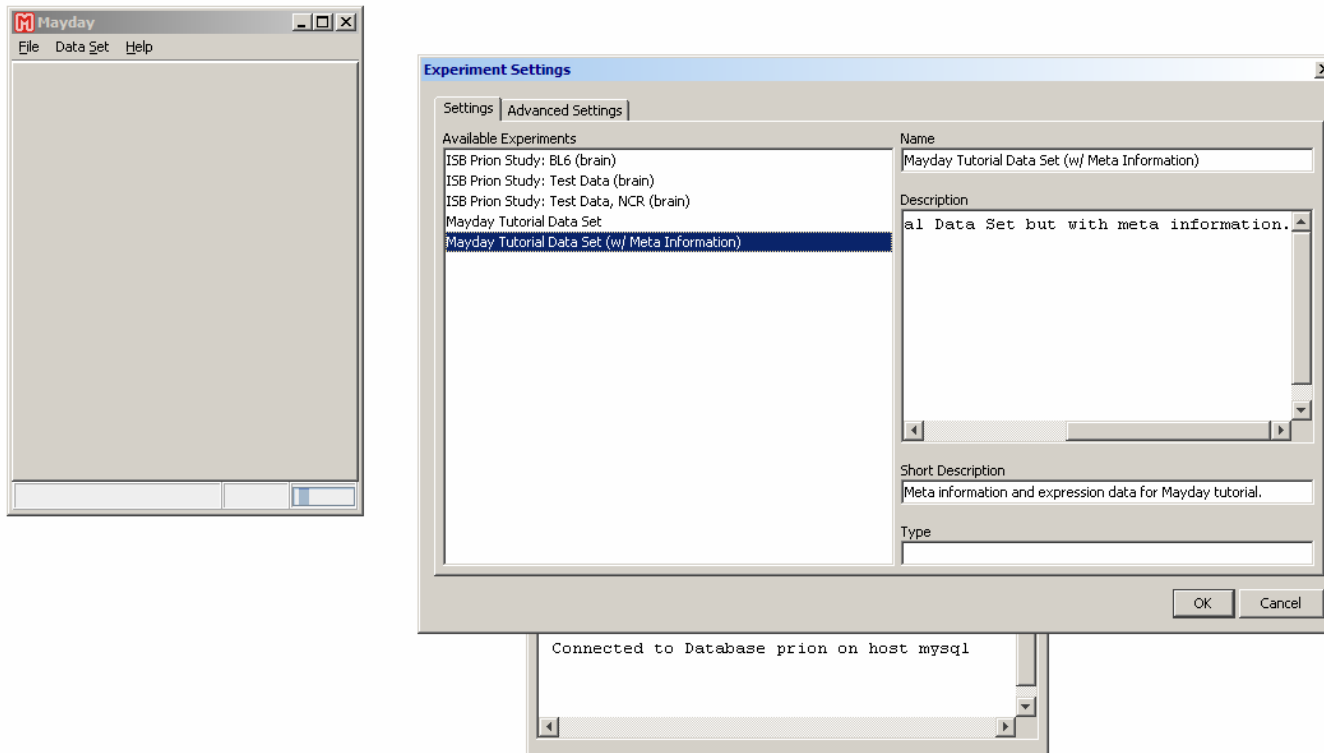 Mayday
File Data Set Help
Experiment Settings
Settings Advanced Settings
Available Experiments
ISB Prion Study: BL6 (brain)
ISB Prion Study: Test Data (brain)
ISB Prion Study: Test Data, NCR (brain)
Mayday Tutorial Data Set
Mayday Tutorial Data Set (w/ Meta Information)
Name
Mayday Tutorial Data Set (w/ Meta Information)
Description
al Data Set but with meta information.
Short Description
Meta information and expression data for Mayday tutorial.
Type
OK Cancel
Connected to Database prion on host mysql